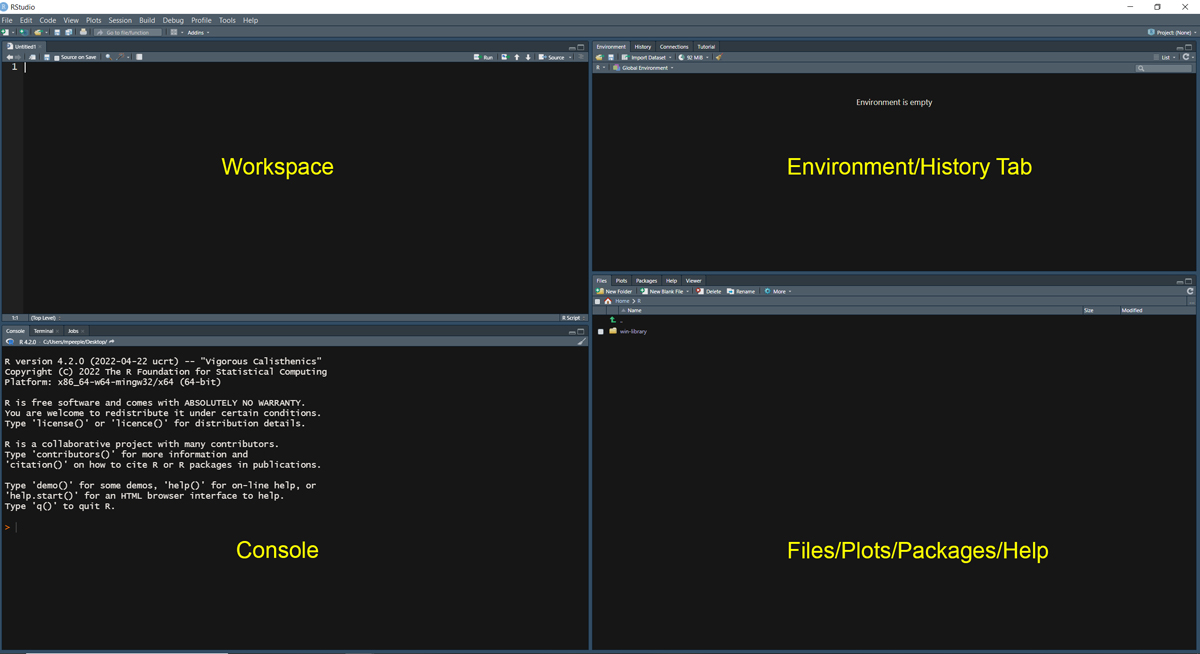 RStudio
File Edit Code View Plots Session Build Debug Profile Tools Help
Go to file/function Addins Project: (None)
Untitled1
Source on Save Run Source
1
Workspace
1:1 (Top Level) R Script
Console Terminal Jobs
R 4.2.0 · C:/Users/mpeeple/Desktop/
R version 4.2.0 (2022-04-22 ucrt) -- "Vigorous Calisthenics"
Copyright (C) 2022 The R Foundation for Statistical Computing
Platform: x86_64-w64-mingw32/x64 (64-bit)
R is free software and comes with ABSOLUTELY NO WARRANTY.
You are welcome to redistribute it under certain conditions.
Type 'license()' or 'licence()' for distribution details.
R is a collaborative project with many contributors.
Type 'contributors()' for more information and
'citation()' on how to cite R or R packages in publications.
Type 'demo()' for some demos, 'help()' for on-line help, or
'help.start()' for an HTML browser interface to help.
Type 'q()' to quit R.
>
Console
Environment History Connections Tutorial
Import Dataset 92 MiB List
R Global Environment
Environment is empty
Environment/History Tab
Files Plots Packages Help Viewer
New Folder New Blank File Delete Rename More
Home R
Name Size Modified
..
win-library
Files/Plots/Packages/Help